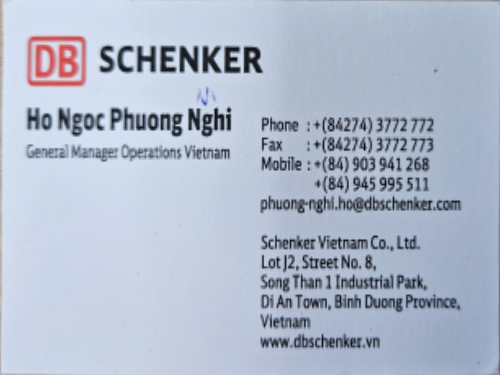 DB SCHENKER
Ni
Ho Ngoc Phuong Nghi
General Manager Operations Vietnam
Phone : +(84274) 3772 772
Fax : +(84274) 3772 773
Mobile : +(84) 903 941 268
+(84) 945 995 511
phuong-nghi.ho@dbschenker.com
Schenker Vietnam Co., Ltd.
Lot J2, Street No. 8,
Song Than 1 Industrial Park,
Di An Town, Binh Duong Province,
Vietnam
www.dbschenker.vn